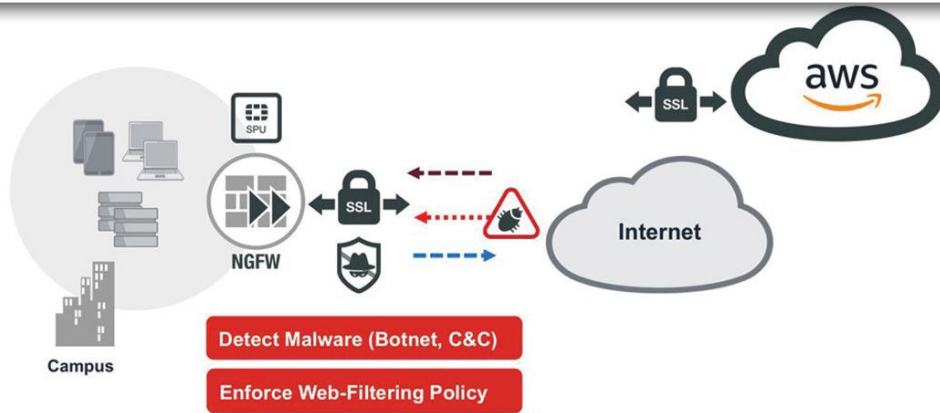 aws
SSL
SPU
SSL
NGFW
Internet
Campus
Detect Malware (Botnet, C&C)
Enforce Web-Filtering Policy